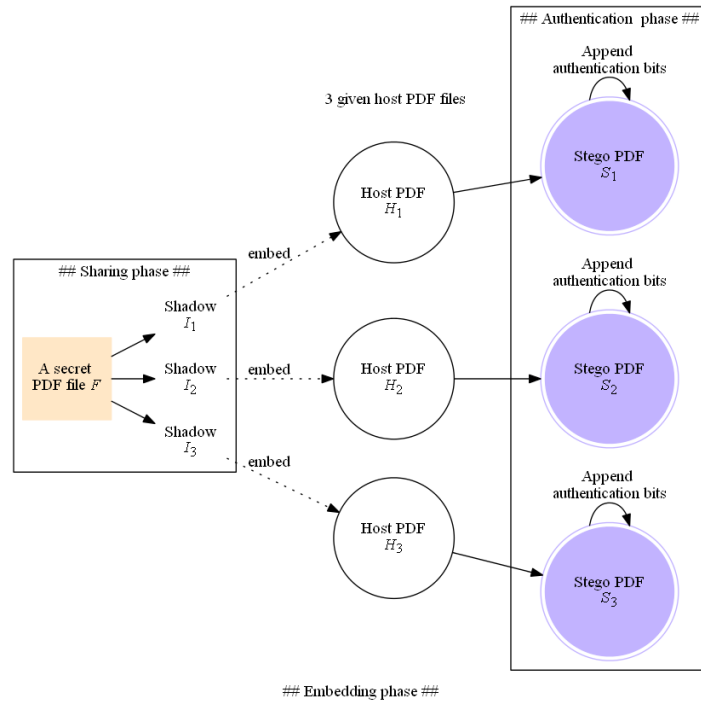 ## Authentication  phase ##
Append
authentication bits
3 given host PDF files
Stego PDF
S1
Host PDF
H1
embed
## Sharing phase ##
Append
authentication bits
Shadow
I1
A secret
PDF file F
Shadow
I2
embed
Host PDF
H2
Stego PDF
S2
Shadow
I3
embed
Append
authentication bits
Host PDF
H3
Stego PDF
S3
## Embedding phase ##